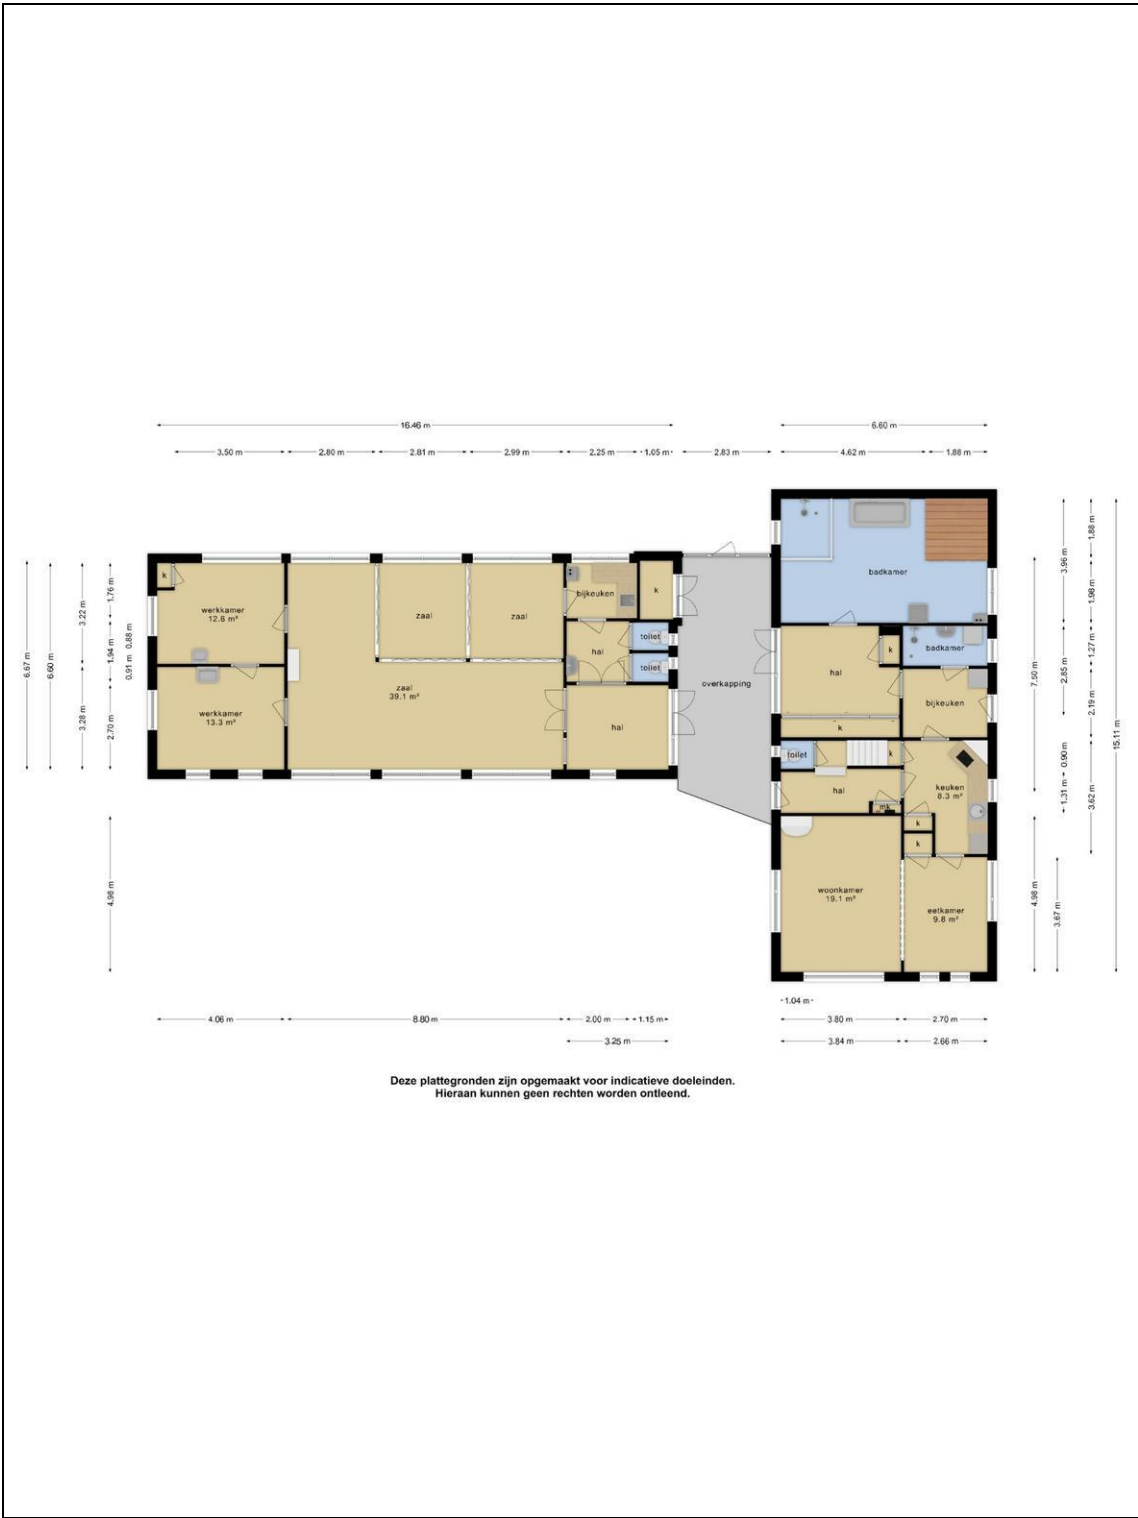 16.46 m
6.60 m
3.50 m
2.80 m
2.81 m
2.99 m
2.25 m
1.05 m
2.83 m
4.62 m
1.88 m
6.67 m
6.60 m
3.22 m
3.28 m
1.76 m
1.94 m
2.70 m
0.88 m
0.91 m
4.98 m
k
werkkamer
12.6 m²
werkkamer
13.3 m²
zaal
zaal
zaal
39.1 m²
bijkeuken
k
hal
toilet
toilet
hal
overkapping
badkamer
hal
k
badkamer
bijkeuken
k
toilet
k
hal
mk
keuken
8.3 m²
k
k
woonkamer
19.1 m²
eetkamer
9.8 m²
3.96 m
1.88 m
1.98 m
7.50 m
2.85 m
1.27 m
2.19 m
15.11 m
0.90 m
1.31 m
3.62 m
4.98 m
3.67 m
4.06 m
8.80 m
2.00 m
1.15 m
3.25 m
1.04 m
3.80 m
2.70 m
3.84 m
2.66 m
Deze plattegronden zijn opgemaakt voor indicatieve doeleinden.
Hieraan kunnen geen rechten worden ontleend.